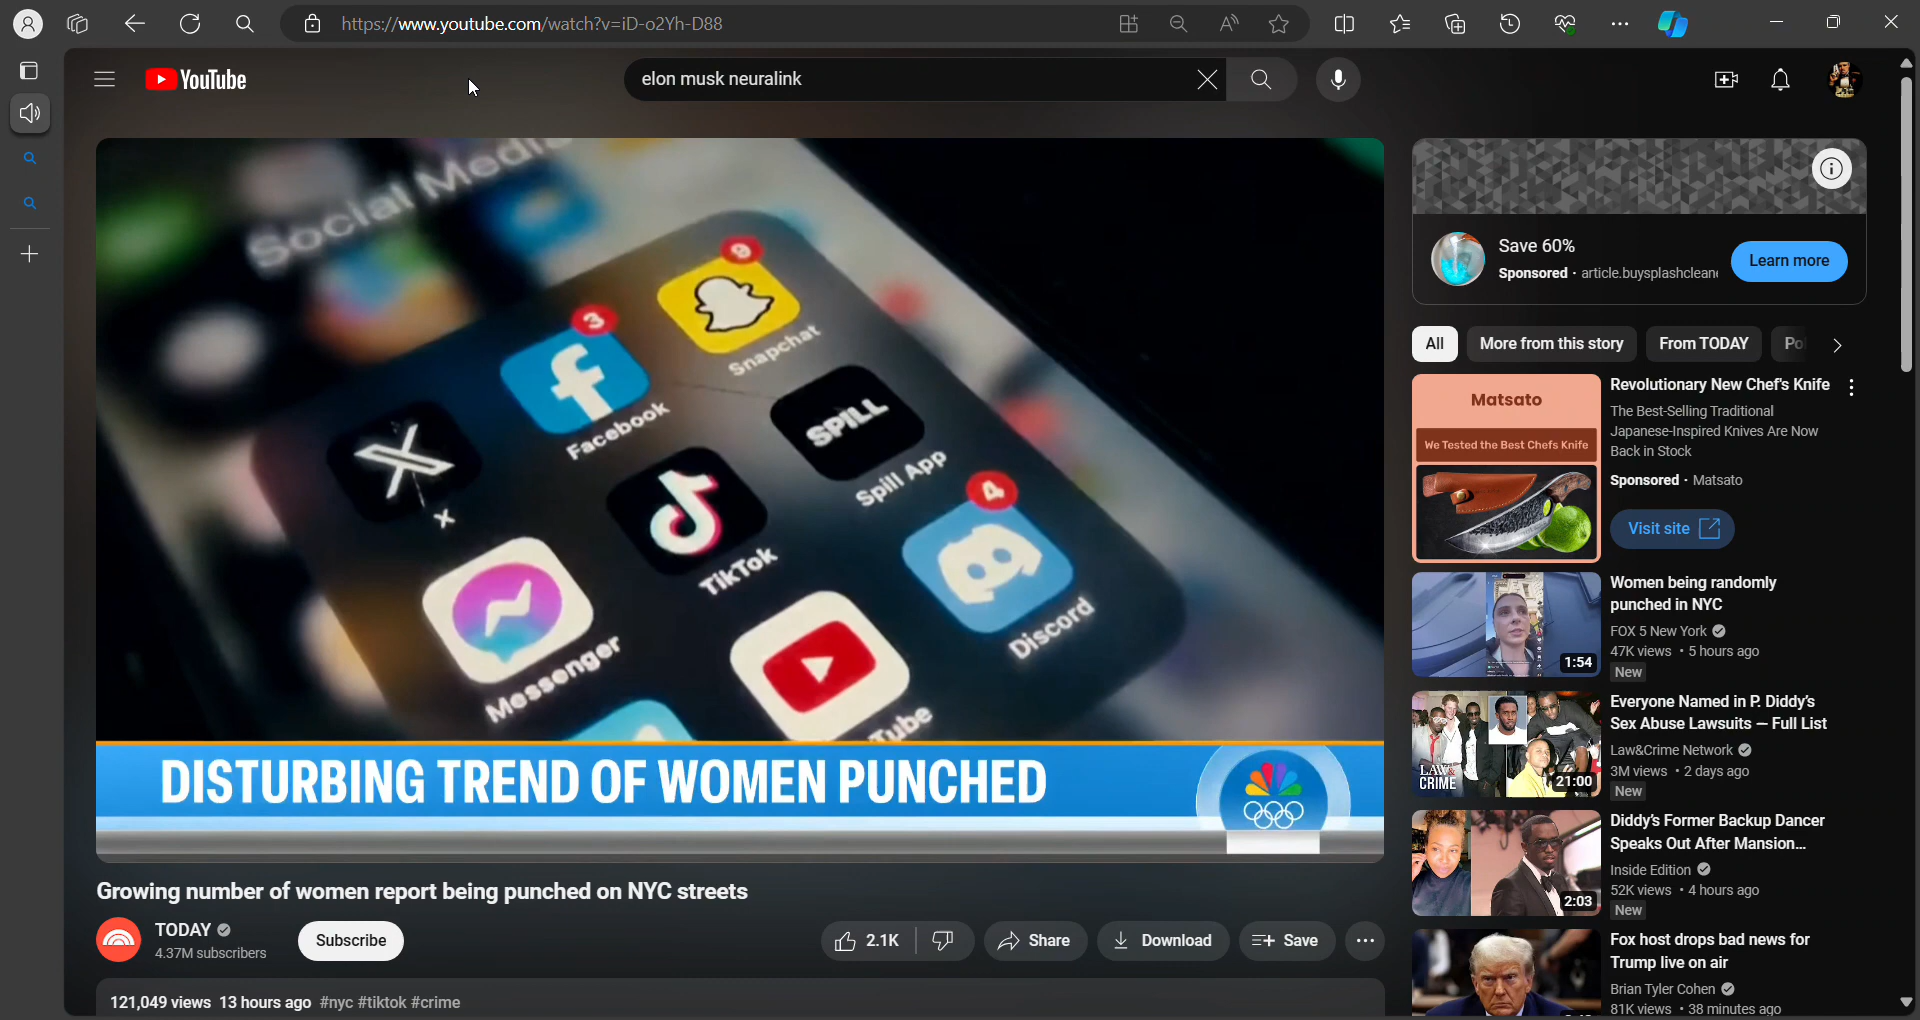 https://www.youtube.com/watch?v=iD-o2Yh-D88
YouTube
elon musk neuralink
Social Media
9
Snapchat
3
Facebook
X
SPILL
Spill App
TikTok
4
Discord
Messenger
Tube
DISTURBING TREND OF WOMEN PUNCHED
Growing number of women report being punched on NYC streets
TODAY
4.37M subscribers
Subscribe
2.1K
Share
Download
Save
121,049 views 13 hours ago #nyc #tiktok #crime
Save 60%
Sponsored · article.buysplashclean
Learn more
All
More from this story
From TODAY
Po
Matsato
We Tested the Best Chefs Knife
Revolutionary New Chef's Knife
The Best-Selling Traditional
Japanese-Inspired Knives Are Now
Back in Stock
Sponsored · Matsato
Visit site
1:54
Women being randomly
punched in NYC
FOX 5 New York
47K views · 5 hours ago
New
LAW&
CRIME
21:00
Everyone Named in P. Diddy's
Sex Abuse Lawsuits — Full List
Law&Crime Network
3M views · 2 days ago
New
2:03
Diddy's Former Backup Dancer
Speaks Out After Mansion...
Inside Edition
52K views · 4 hours ago
New
Fox host drops bad news for
Trump live on air
Brian Tyler Cohen
81K views · 38 minutes ago